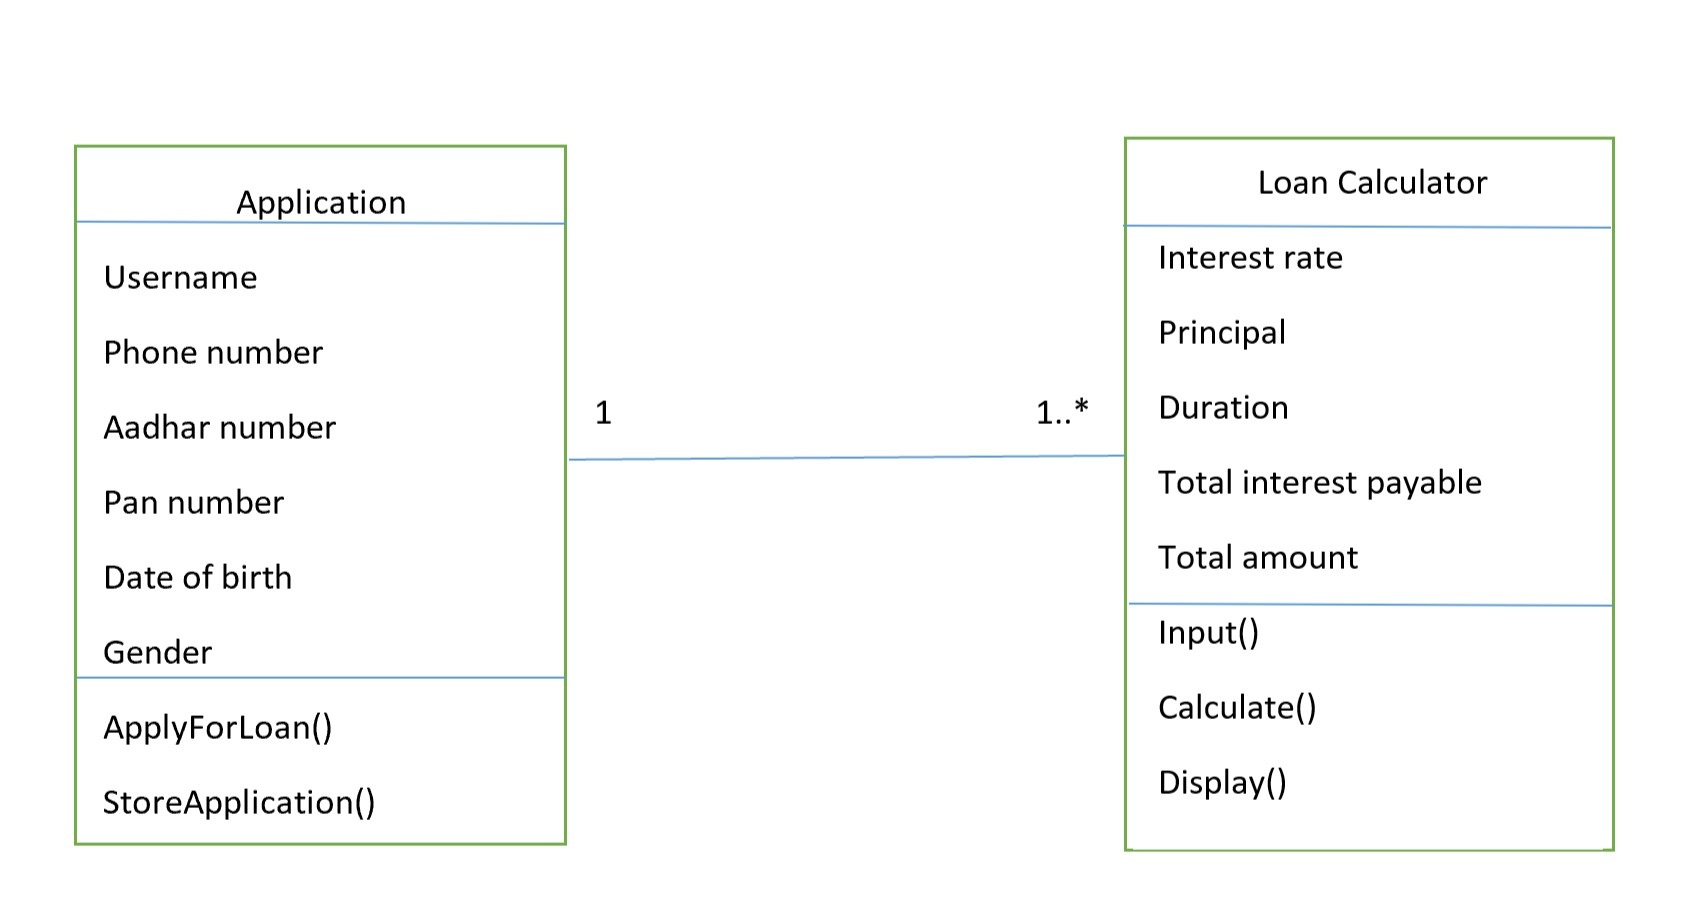 Application
Username
Phone number
Aadhar number
Pan number
Date of birth
Gender
ApplyForLoan()
StoreApplication()
1
1..*
Loan Calculator
Interest rate
Principal
Duration
Total interest payable
Total amount
Input()
Calculate()
Display()